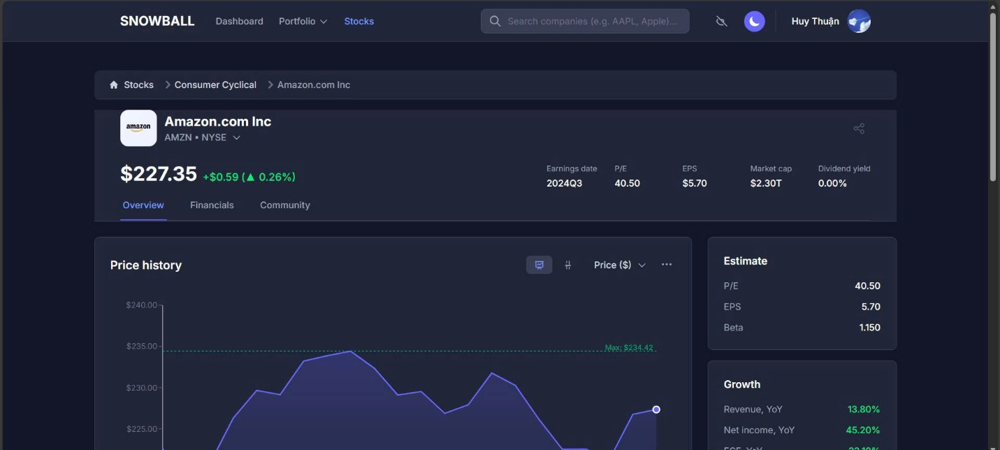 SNOWBALL Dashboard Portfolio Stocks Search companies (e.g. AAPL, Apple)... Huy Thuận
Stocks Consumer Cyclical Amazon.com Inc
amazon
Amazon.com Inc
AMZN • NYSE
$227.35 +$0.59 (▲ 0.26%)
Earnings date P/E EPS Market cap Dividend yield
2024Q3 40.50 $5.70 $2.30T 0.00%
Overview Financials Community
Price history Price ($)
$240.00
$235.00
Max: $234.42
$230.00
$225.00
Estimate
P/E 40.50
EPS 5.70
Beta 1.150
Growth
Revenue, YoY 13.80%
Net income, YoY 45.20%